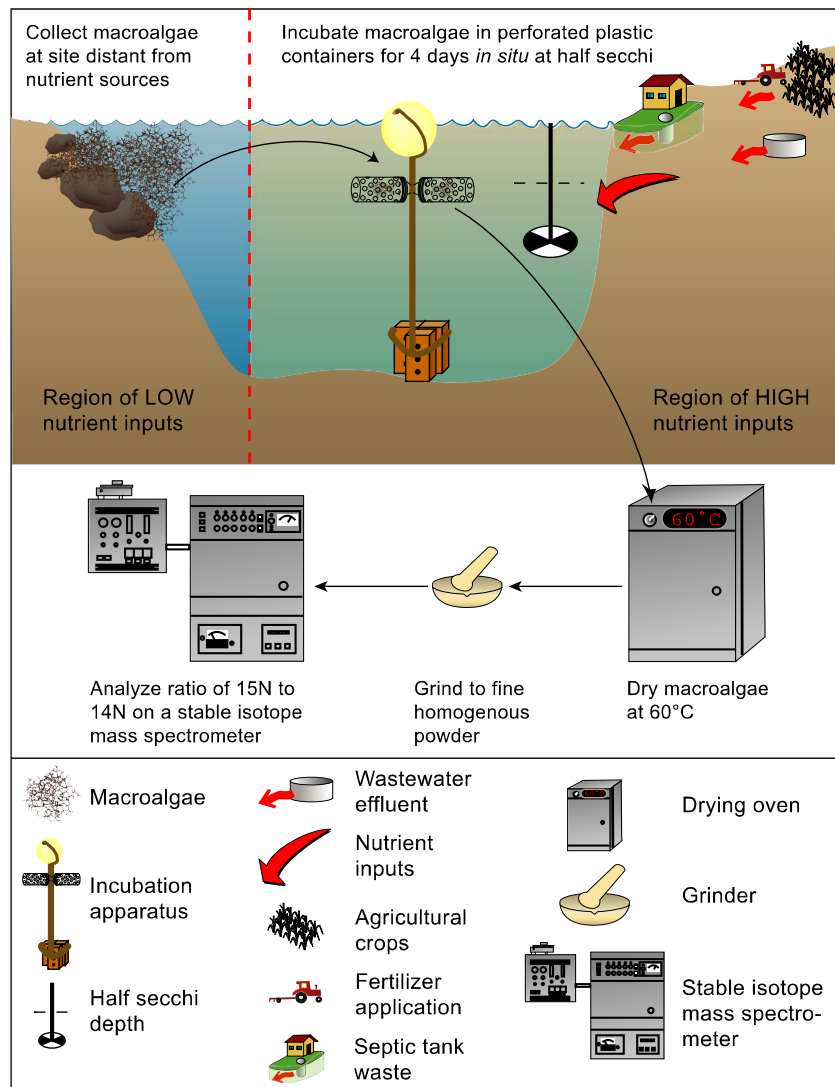 Collect macroalgae
at site distant from
nutrient sources
Incubate macroalgae in perforated plastic
containers for 4 days in situ at half secchi
Region of LOW
nutrient inputs
Region of HIGH
nutrient inputs
60°C
Analyze ratio of 15N to
14N on a stable isotope
mass spectrometer
Grind to fine
homogenous
powder
Dry macroalgae
at 60°C
Macroalgae
Incubation
apparatus
Half secchi
depth
Wastewater
effluent
Nutrient
inputs
Agricultural
crops
Fertilizer
application
Septic tank
waste
Drying oven
Grinder
Stable isotope
mass spectro-
meter